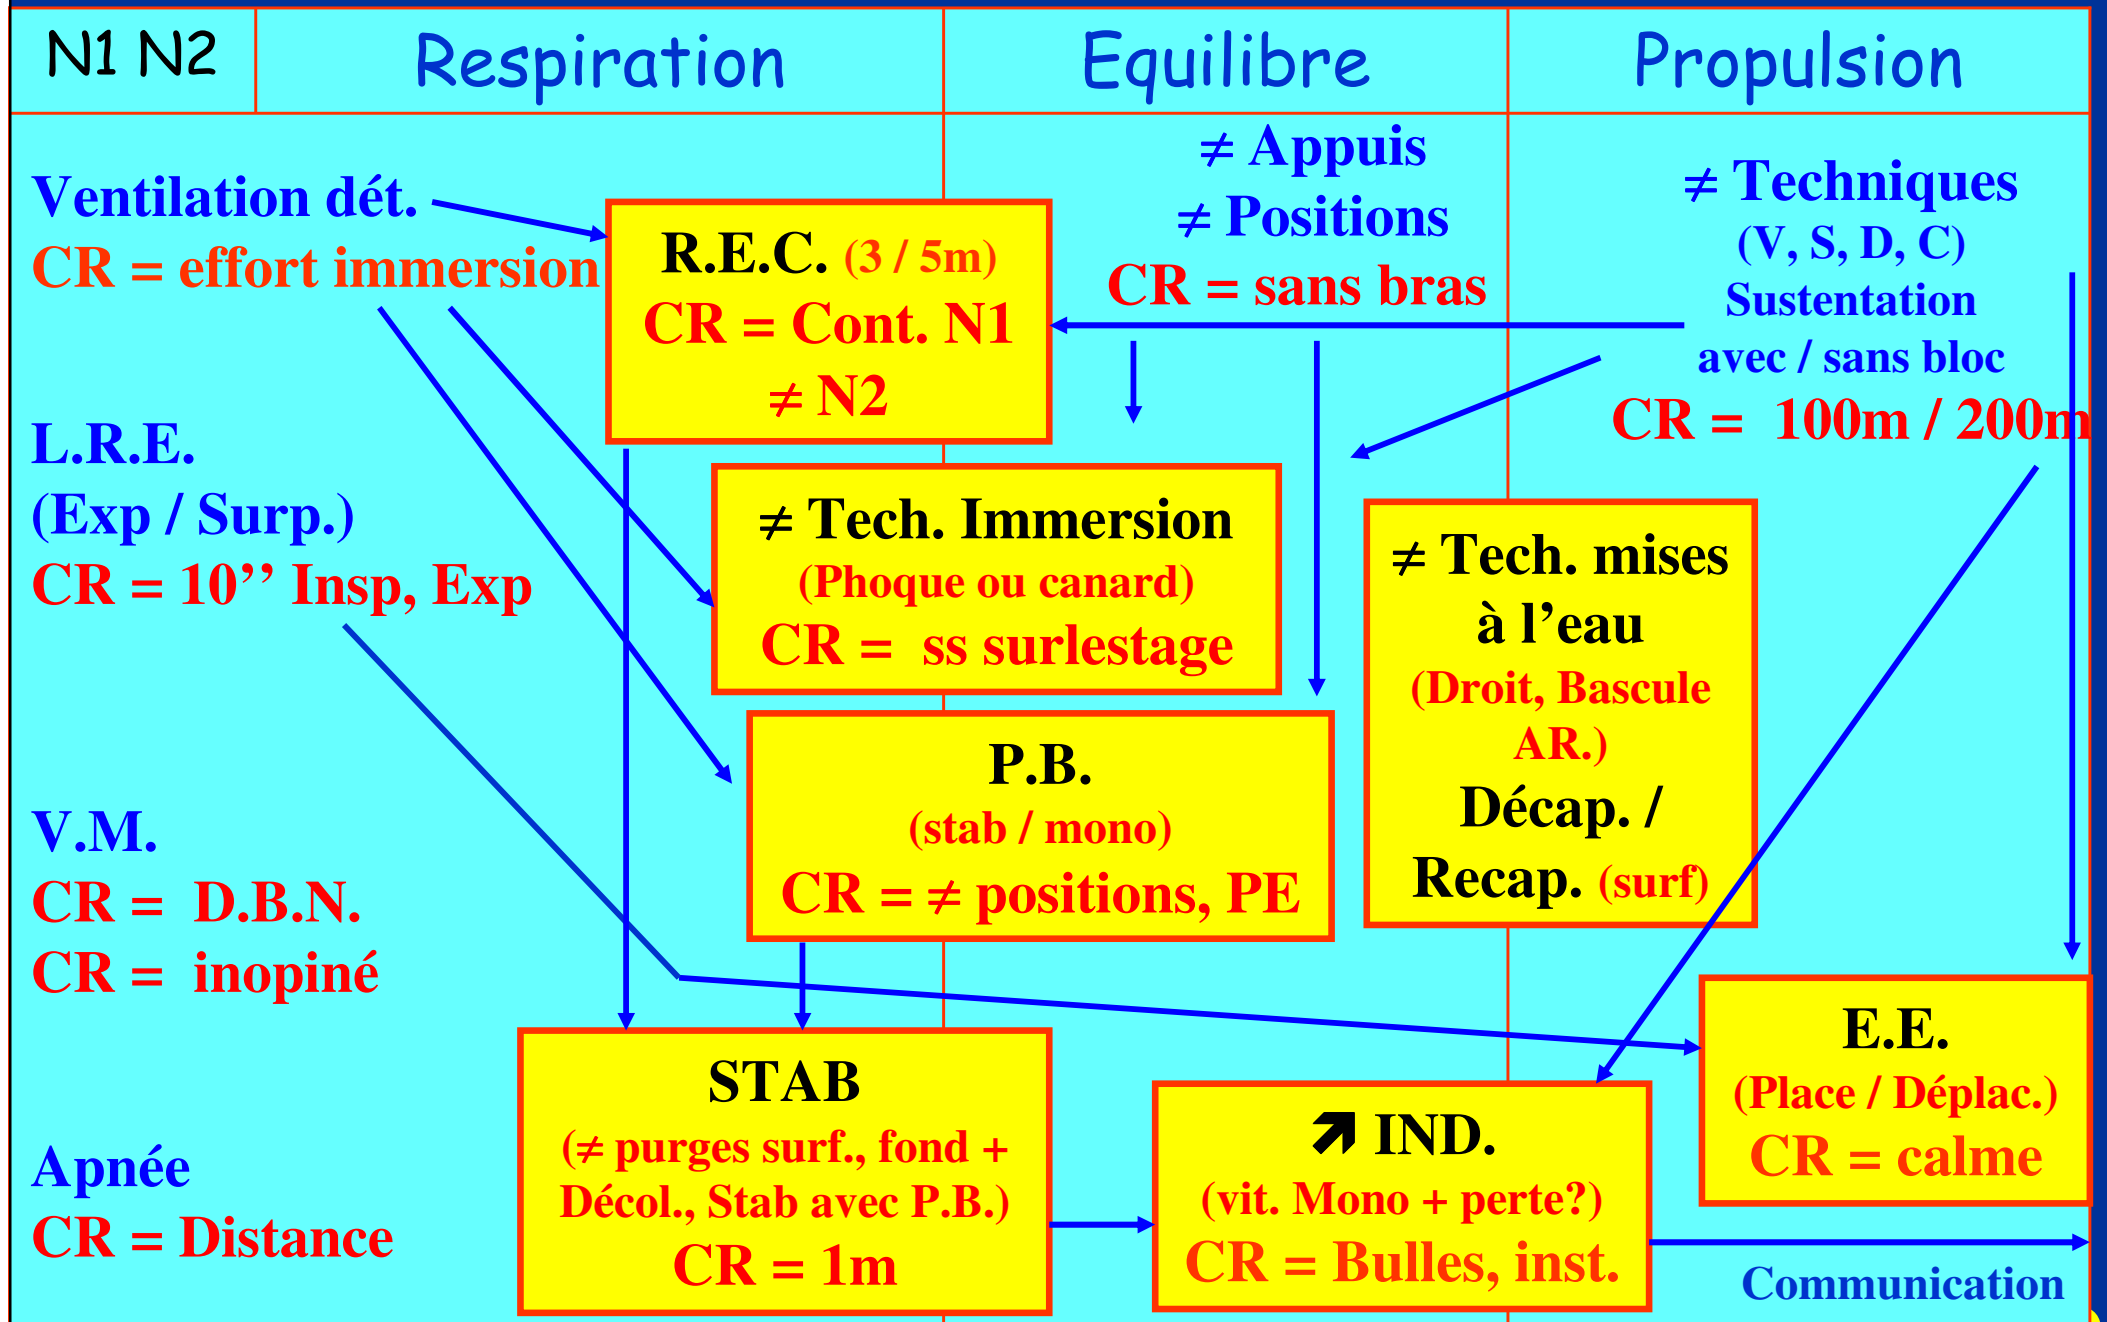 N1 N2
Respiration
Equilibre
Propulsion
Ventilation dét.
CR = effort immersion
L.R.E.
(Exp / Surp.)
CR = 10’’ Insp, Exp
V.M.
CR = D.B.N.
CR = inopiné
Apnée
CR = Distance
R.E.C. (3 / 5m)
CR = Cont. N1
≠ N2
≠ Appuis
≠ Positions
CR = sans bras
≠ Techniques
(V, S, D, C)
Sustentation
avec / sans bloc
CR = 100m / 200m
≠ Tech. Immersion
(Phoque ou canard)
CR = ss surlestage
≠ Tech. mises
à l’eau
(Droit, Bascule
AR.)
Décap. /
Recap. (surf)
P.B.
(stab / mono)
CR = ≠ positions, PE
STAB
(≠ purges surf., fond +
Décol., Stab avec P.B.)
CR = 1m
🡽 IND.
(vit. Mono + perte?)
CR = Bulles, inst.
E.E.
(Place / Déplac.)
CR = calme
Communication